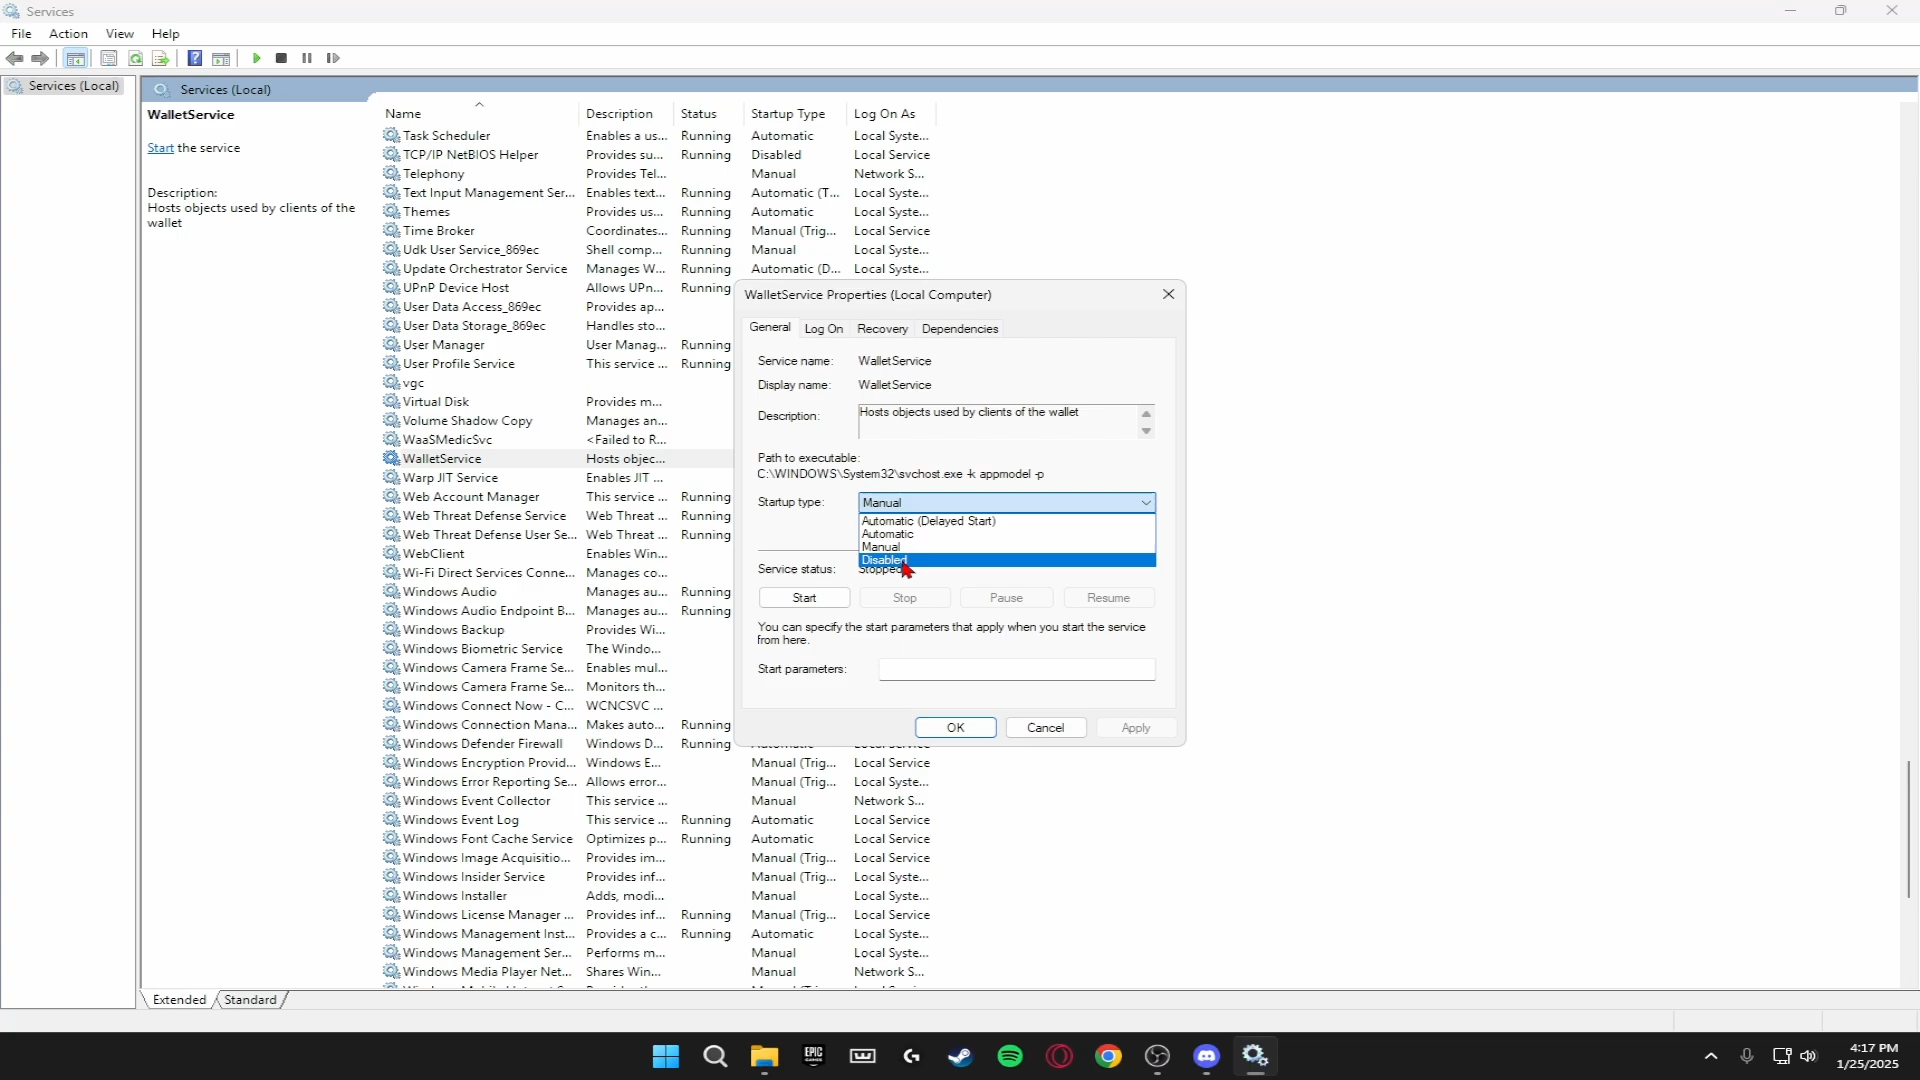 Services
File Action View Help
Services (Local)
Services (Local)
WalletService
Start the service
Description:
Hosts objects used by clients of the
wallet
Name Description Status Startup Type Log On As
Task Scheduler Enables a us... Running Automatic Local Syste...
TCP/IP NetBIOS Helper Provides su... Running Disabled Local Service
Telephony Provides Tel... Manual Network S...
Text Input Management Ser... Enables text... Running Automatic (T... Local Syste...
Themes Provides us... Running Automatic Local Syste...
Time Broker Coordinates... Running Manual (Trig... Local Service
Udk User Service_869ec Shell comp... Running Manual Local Syste...
Update Orchestrator Service Manages W... Running Automatic (D... Local Syste...
UPnP Device Host Allows UPn... Running
User Data Access_869ec Provides ap...
User Data Storage_869ec Handles sto...
User Manager User Manag... Running
User Profile Service This service ... Running
vgc
Virtual Disk Provides m...
Volume Shadow Copy Manages an...
WaaSMedicSvc <Failed to R...
WalletService Hosts objec...
Warp JIT Service Enables JIT ...
Web Account Manager This service ... Running
Web Threat Defense Service Web Threat ... Running
Web Threat Defense User Se... Web Threat ... Running
WebClient Enables Win...
Wi-Fi Direct Services Conne... Manages co...
Windows Audio Manages au... Running
Windows Audio Endpoint B... Manages au... Running
Windows Backup Provides Wi...
Windows Biometric Service The Windo...
Windows Camera Frame Se... Enables mul...
Windows Camera Frame Se... Monitors th...
Windows Connect Now - C... WCNCSVC ...
Windows Connection Mana... Makes auto... Running
Windows Defender Firewall Windows D... Running
Windows Encryption Provid... Windows E... Manual (Trig... Local Service
Windows Error Reporting Se... Allows error... Manual (Trig... Local Syste...
Windows Event Collector This service ... Manual Network S...
Windows Event Log This service ... Running Automatic Local Service
Windows Font Cache Service Optimizes p... Running Automatic Local Service
Windows Image Acquisitio... Provides im... Manual (Trig... Local Service
Windows Insider Service Provides inf... Manual (Trig... Local Syste...
Windows Installer Adds, modi... Manual Local Syste...
Windows License Manager ... Provides inf... Running Manual (Trig... Local Service
Windows Management Inst... Provides a c... Running Automatic Local Syste...
Windows Management Ser... Performs m... Manual Local Syste...
Windows Media Player Net... Shares Win... Manual Network S...
WalletService Properties (Local Computer)
General Log On Recovery Dependencies
Service name: WalletService
Display name: WalletService
Description: Hosts objects used by clients of the wallet
Path to executable:
C:\WINDOWS\System32\svchost.exe -k appmodel -p
Startup type: Manual
Automatic (Delayed Start)
Automatic
Manual
Disabled
Service status: Stopped
Start Stop Pause Resume
You can specify the start parameters that apply when you start the service
from here.
Start parameters:
OK Cancel Apply
Extended Standard
EPIC GAMES
4:17 PM
1/25/2025